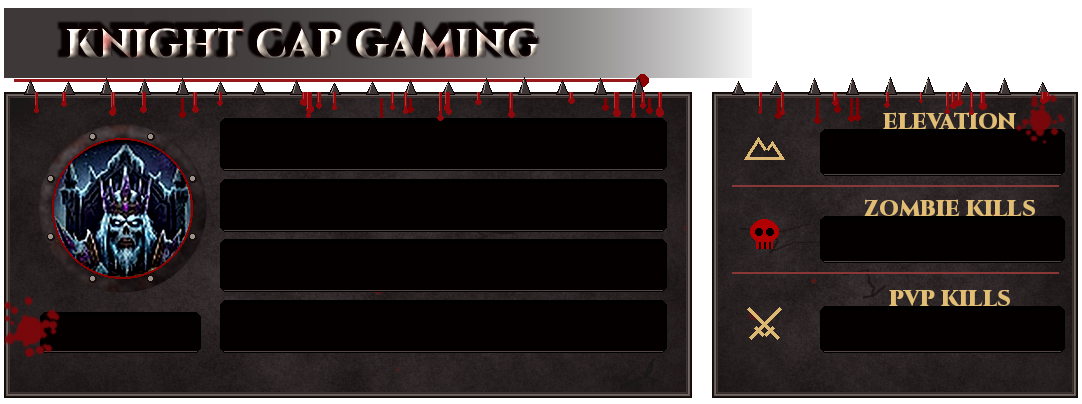 KNIGHT CAP GAMING
ELEVATION
ZOMBIE KILLS
PVP KILLS